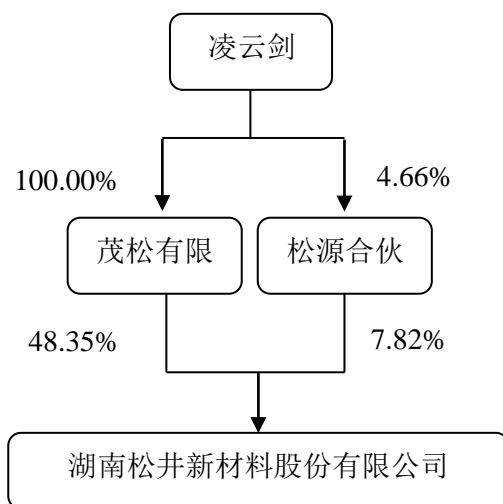 凌云剑
100.00%
4.66%
茂松有限
松源合伙
48.35%
7.82%
湖南松井新材料股份有限公司